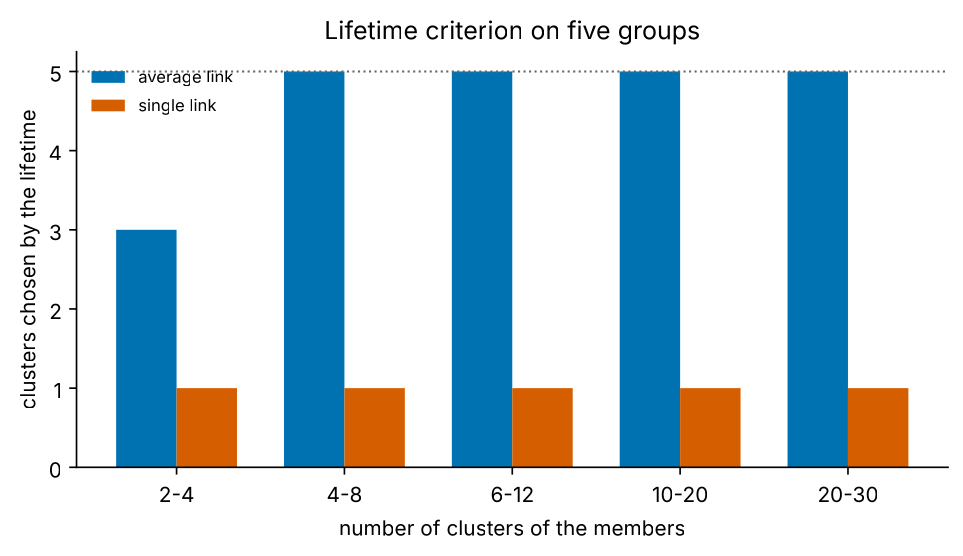 Lifetime criterion on five groups
average link
single link
clusters chosen by the lifetime
5
4
3
2
1
0
2-4
4-8
6-12
10-20
20-30
number of clusters of the members